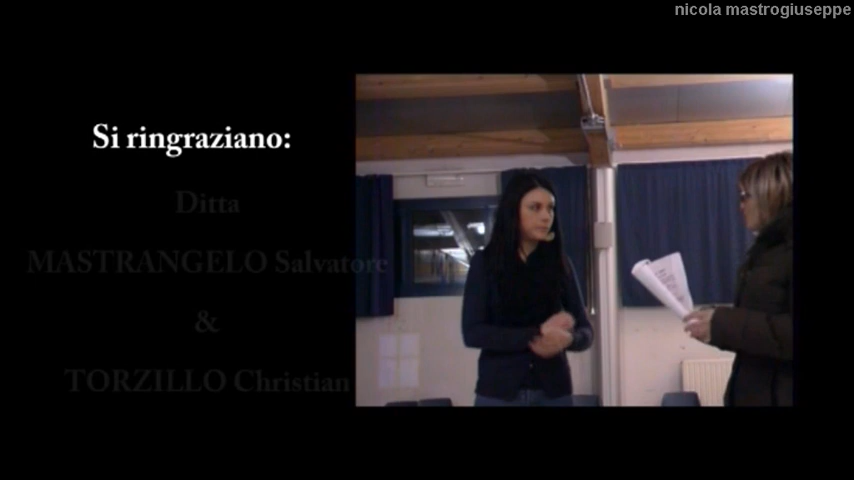 nicola mastrogiuseppe
Si ringraziano:
Ditta
MASTRANGELO Salvatore
&
TORZILLO Christian